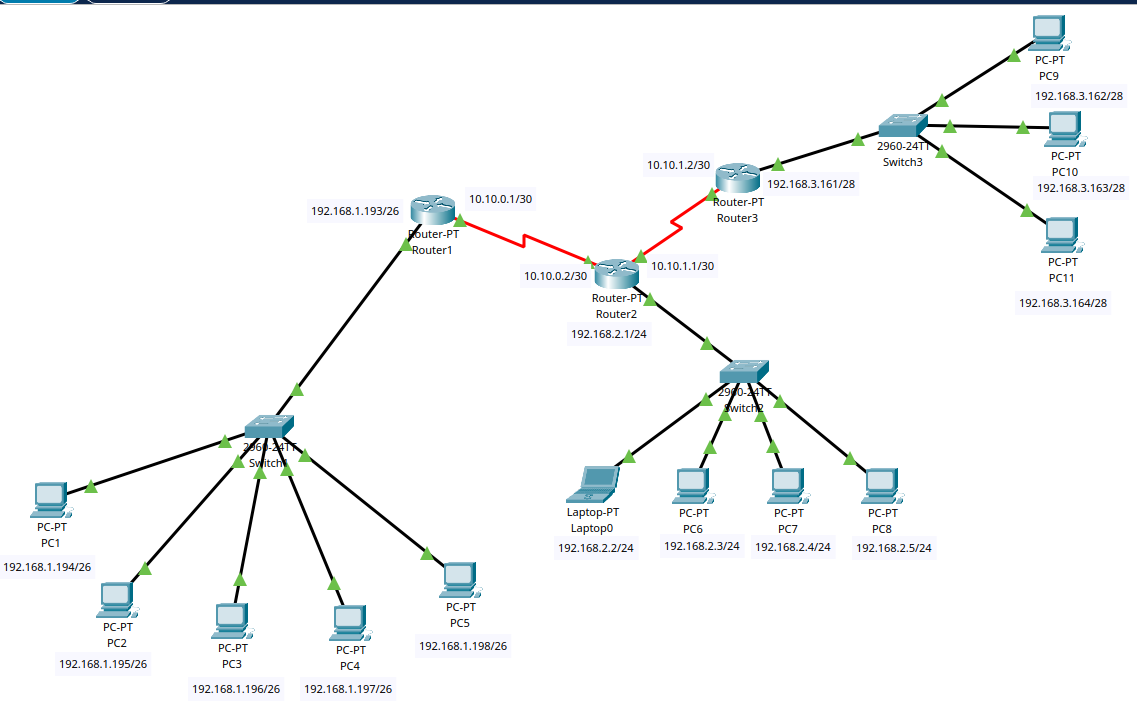 PC-PT
PC9
192.168.3.162/28
2960-24TT
Switch3
PC-PT
PC10
192.168.3.163/28
10.10.1.2/30
192.168.3.161/28
Router-PT
Router3
192.168.1.193/26
10.10.0.1/30
Router-PT
Router1
PC-PT
PC11
192.168.3.164/28
10.10.0.2/30
10.10.1.1/30
Router-PT
Router2
192.168.2.1/24
2960-24TT
Switch2
2960-24TT
Switch1
Laptop-PT
Laptop0
192.168.2.2/24
PC-PT
PC6
192.168.2.3/24
PC-PT
PC7
192.168.2.4/24
PC-PT
PC8
192.168.2.5/24
PC-PT
PC1
192.168.1.194/26
PC-PT
PC2
192.168.1.195/26
PC-PT
PC3
192.168.1.196/26
PC-PT
PC4
192.168.1.197/26
PC-PT
PC5
192.168.1.198/26